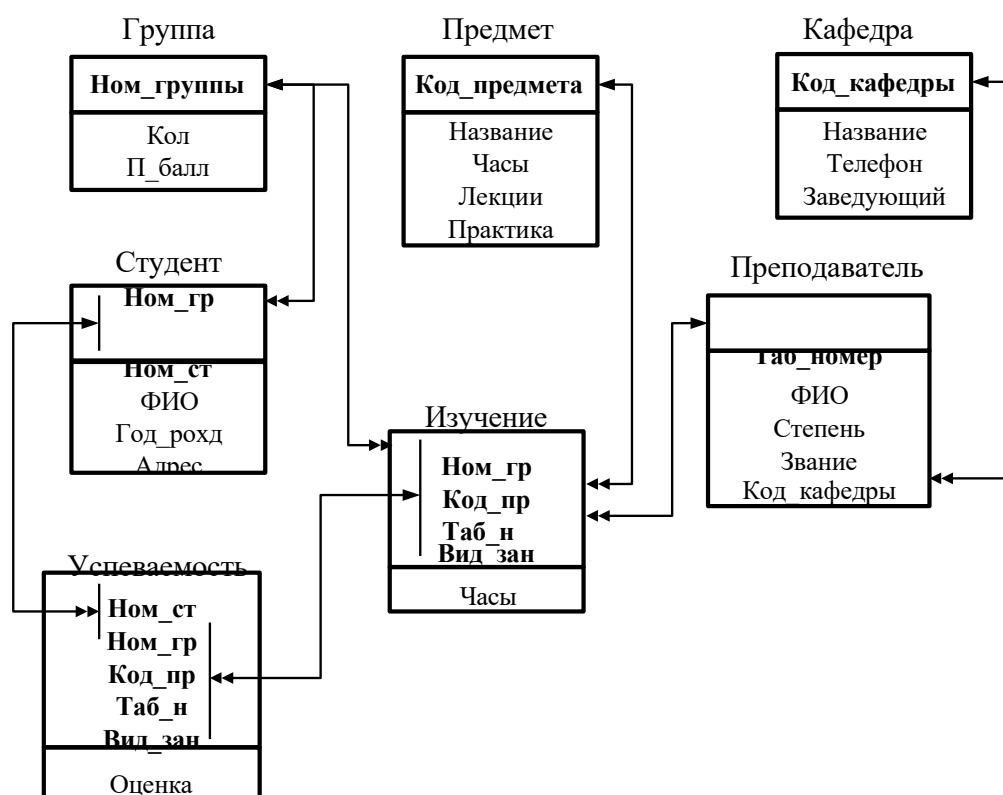 Группа
Ном_группы
Кол
П_балл
Предмет
Код_предмета
Название
Часы
Лекции
Практика
Кафедра
Код_кафедры
Название
Телефон
Заведующий
Студент
Ном_гр
Ном_ст
ФИО
Год_рохд
Адрес
Преподаватель
Таб_номер
ФИО
Степень
Звание
Код_кафедры
Изучение
Ном_гр
Код_пр
Таб_н
Вид_зан
Часы
Успеваемость
Ном_ст
Ном_гр
Код_пр
Таб_н
Вид_зан
Оценка